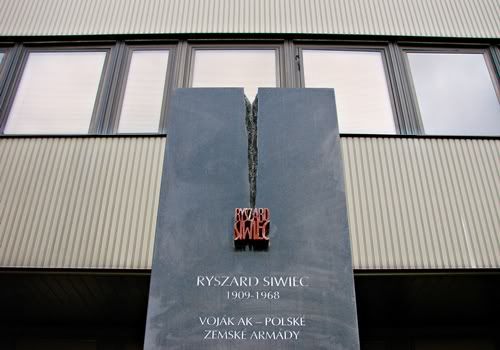 RYSZARD
SIWIEC
RYSZARD SIWIEC
1909-1968
VOJÁK AK – POLSKÉ
ZEMSKÉ ARMÁDY